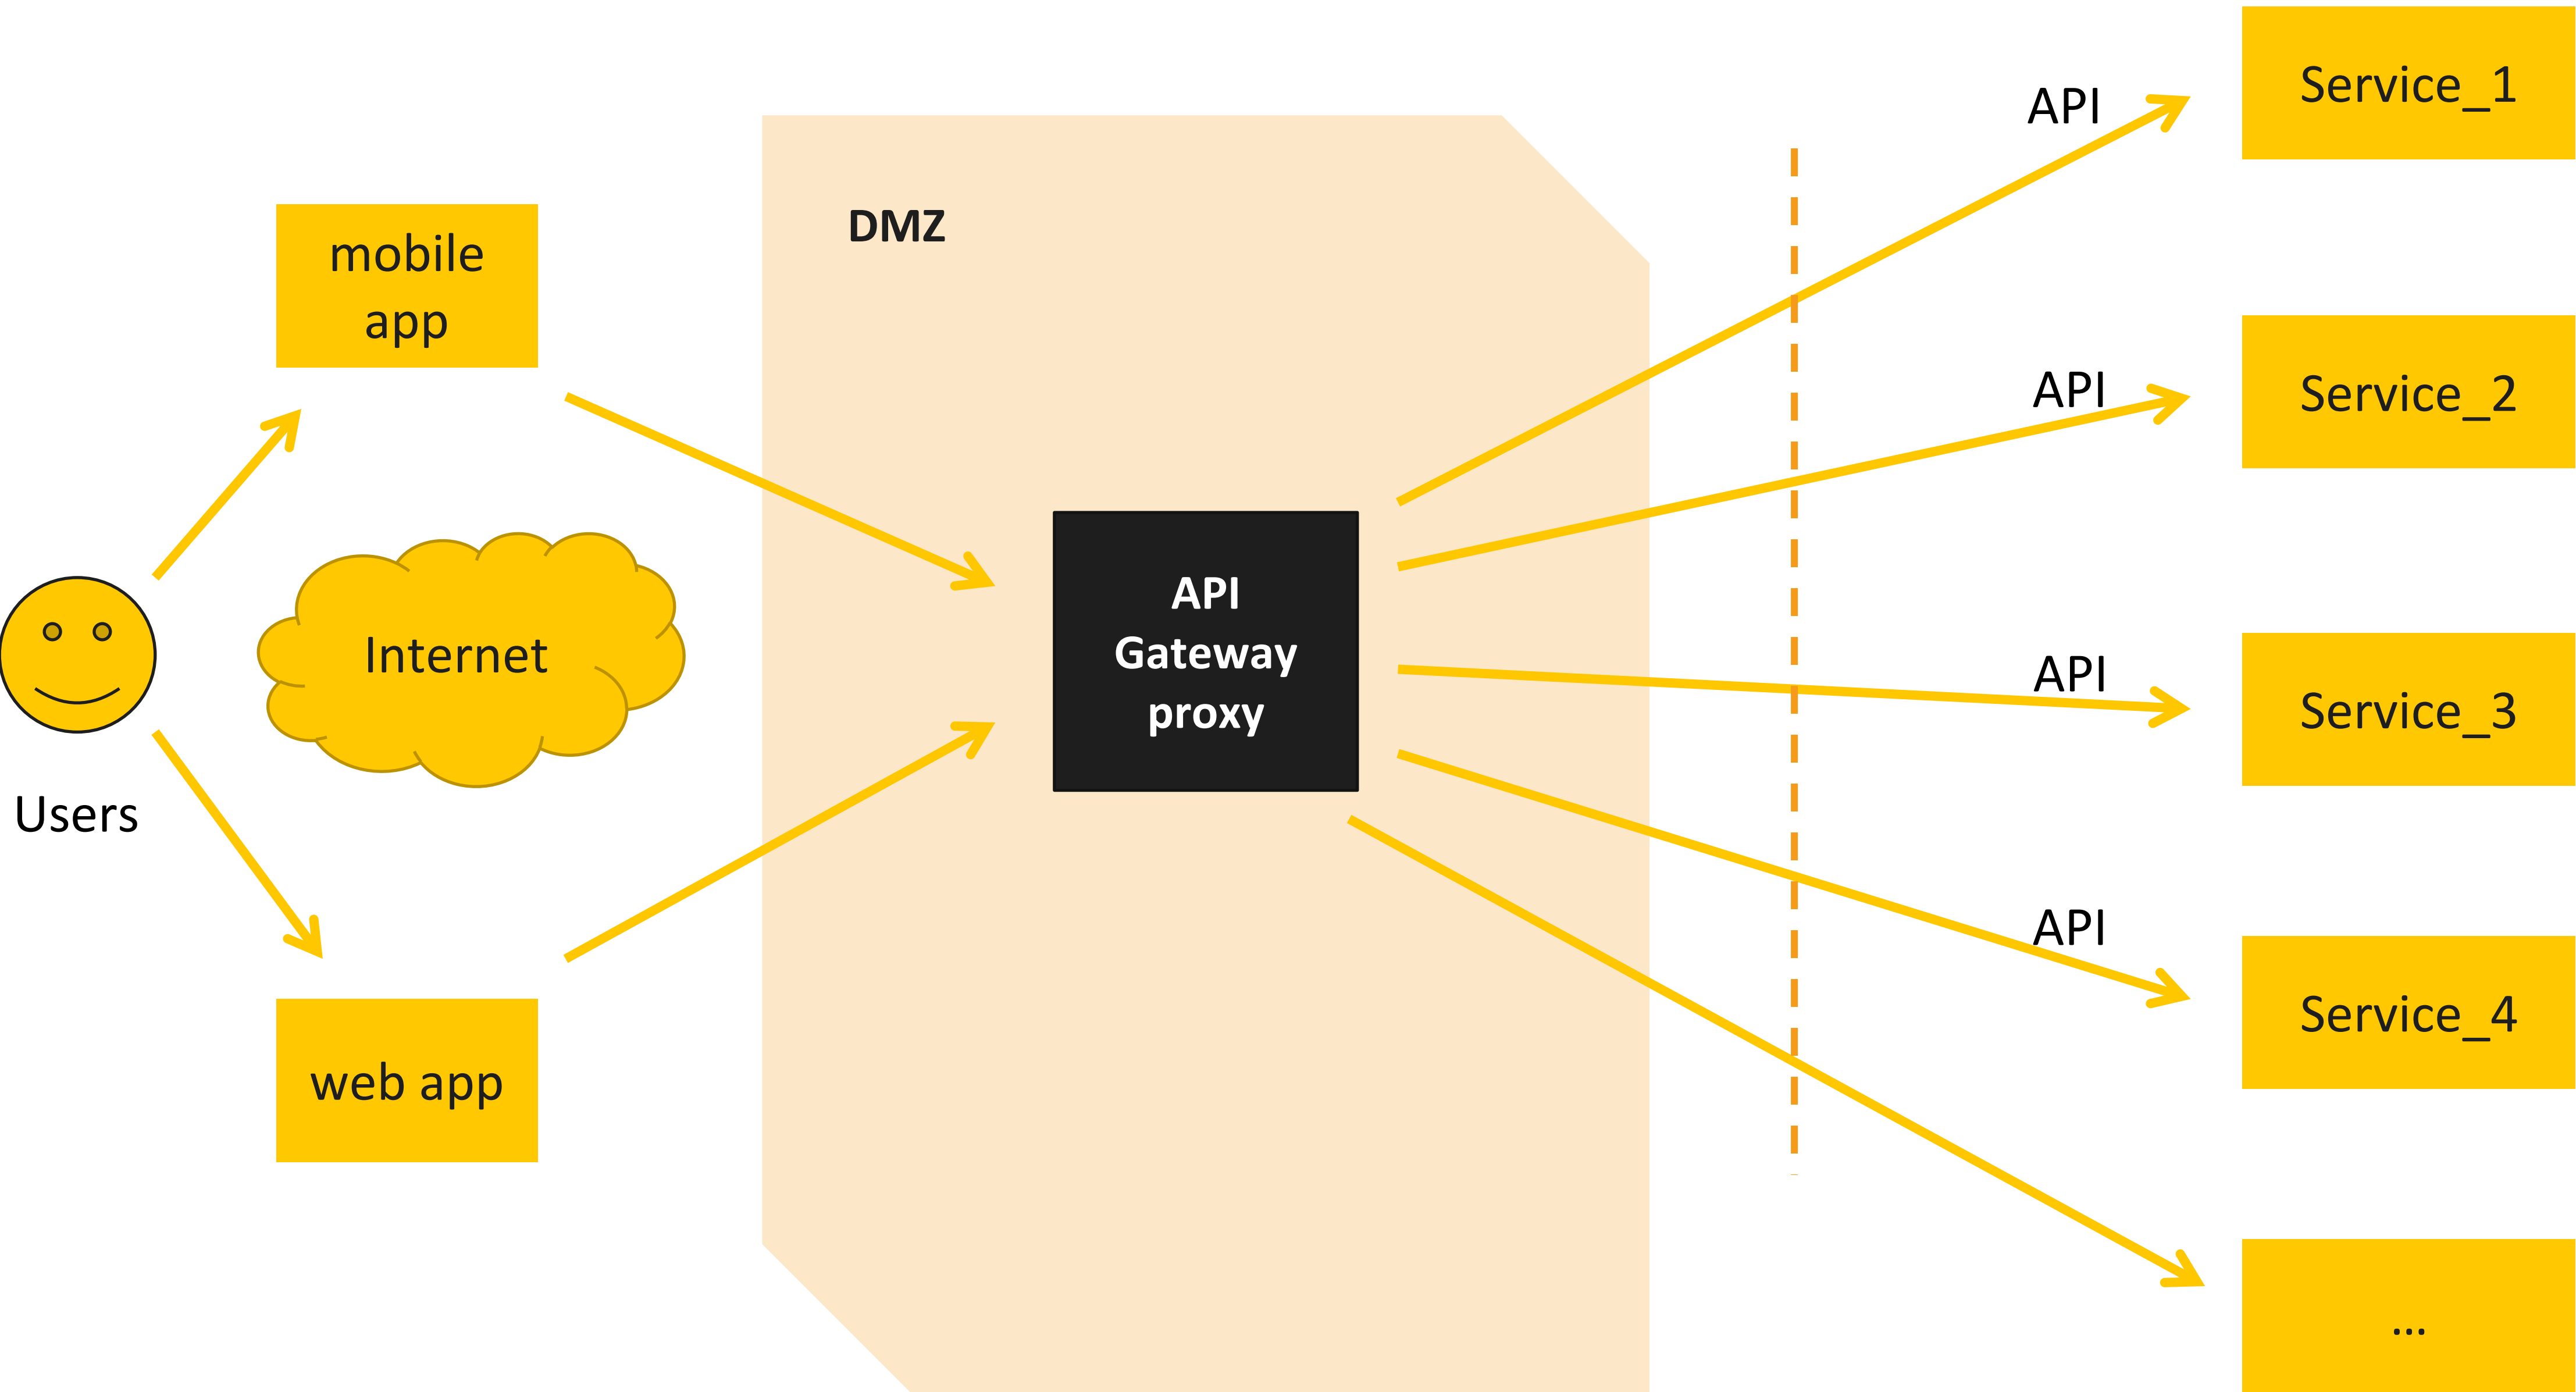 Users
mobile
app
Internet
web app
DMZ
API
Gateway
proxy
API
API
API
API
Service_1
Service_2
Service_3
Service_4
...